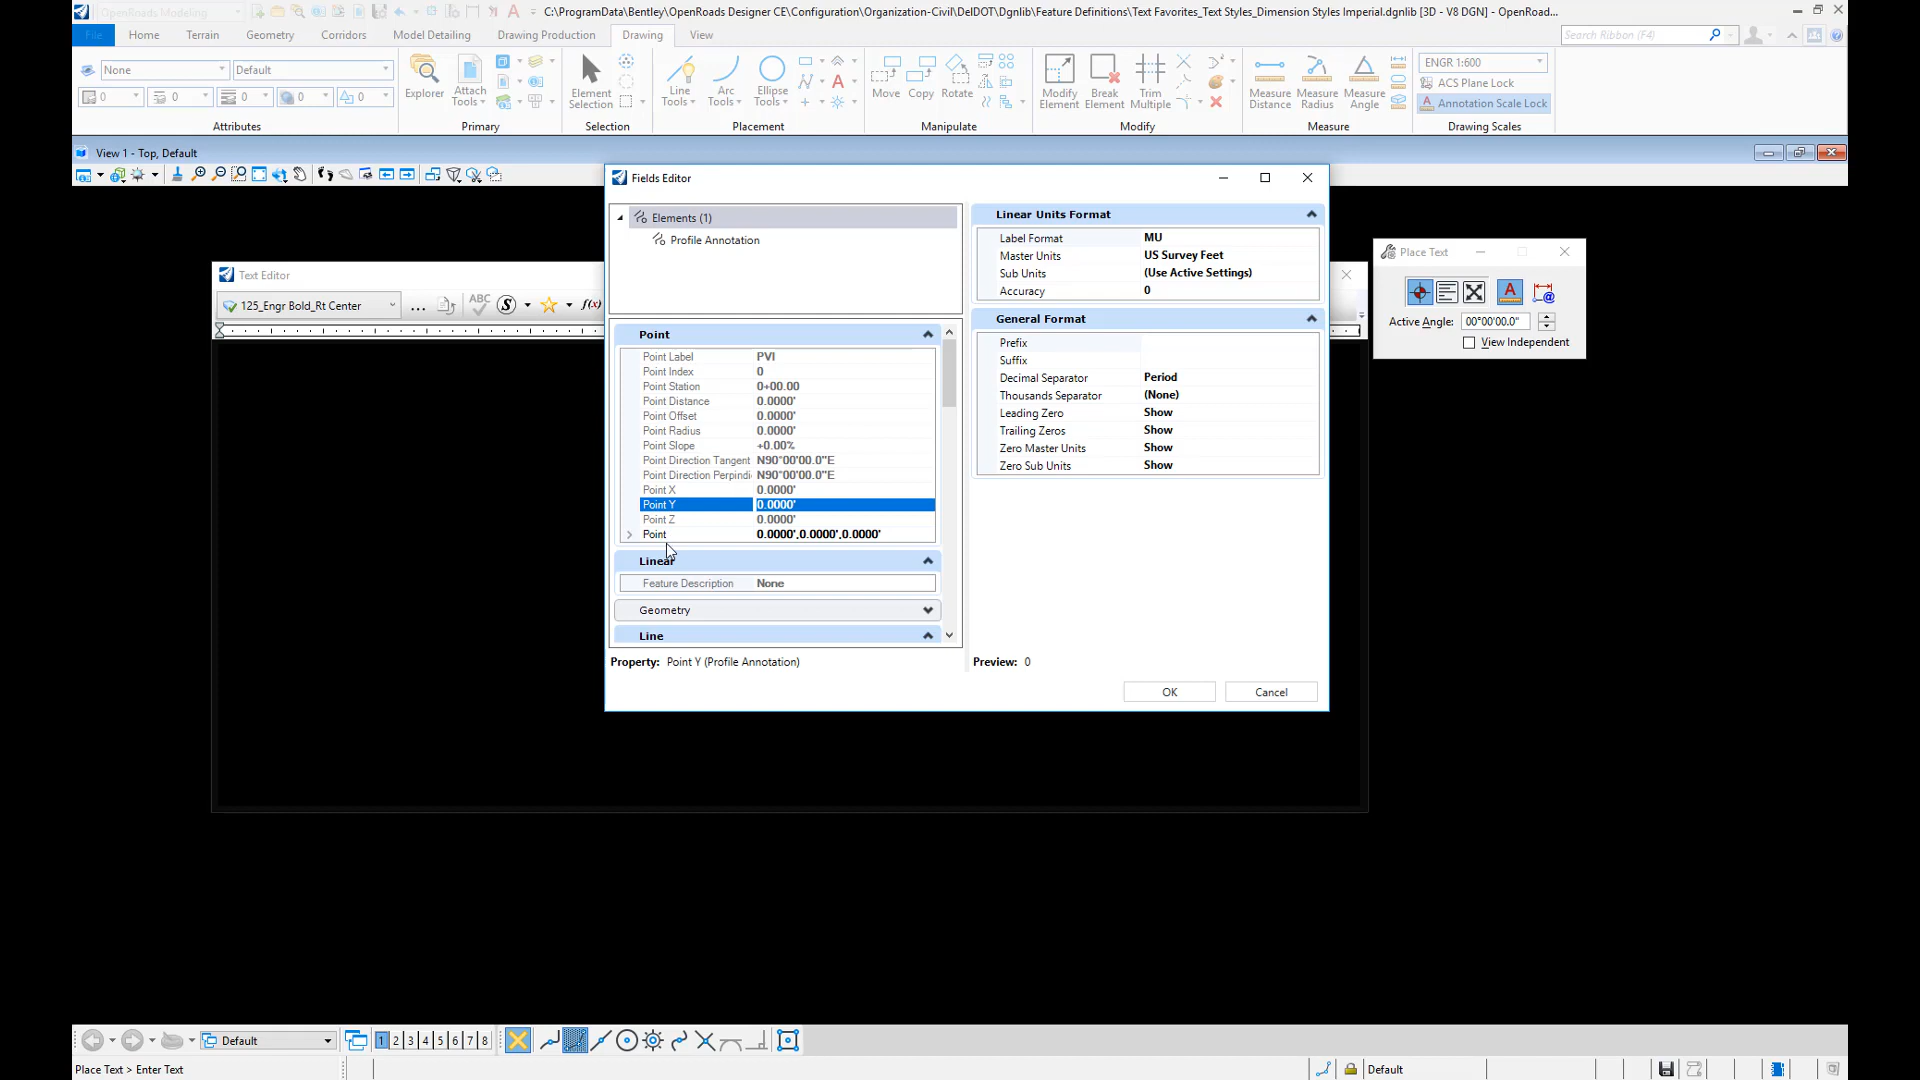 OpenRoads Modeling
C:\ProgramData\Bentley\OpenRoads Designer CE\Configuration\Organization-Civil\DelDOT\Dgnlib\Feature Definitions\Text Favorites_Text Styles_Dimension Styles Imperial.dgnlib [3D - V8 DGN] - OpenRoad...
File Home Terrain Geometry Corridors Model Detailing Drawing Production Drawing View
Search Ribbon (F4)
None Default
0 0 0 0 0
Explorer Attach Tools Element Selection Line Tools Arc Tools Ellipse Tools Move Copy Rotate Modify Element Break Element Trim Multiple Measure Distance Measure Radius Measure Angle
ENGR 1:600
ACS Plane Lock
Annotation Scale Lock
Attributes Primary Selection Placement Manipulate Modify Measure Drawing Scales
View 1 - Top, Default
Fields Editor
Elements (1)
Profile Annotation
Point
Point Label PVI
Point Index 0
Point Station 0+00.00
Point Distance 0.0000'
Point Offset 0.0000'
Point Radius 0.0000'
Point Slope +0.00%
Point Direction Tangent N90°00'00.0"E
Point Direction Perpendi N90°00'00.0"E
Point X 0.0000'
Point Y 0.0000'
Point Z 0.0000'
Point 0.0000',0.0000',0.0000'
Linear
Feature Description None
Geometry
Line
Property: Point Y (Profile Annotation)
Linear Units Format
Label Format MU
Master Units US Survey Feet
Sub Units (Use Active Settings)
Accuracy 0
General Format
Prefix
Suffix
Decimal Separator Period
Thousands Separator (None)
Leading Zero Show
Trailing Zeros Show
Zero Master Units Show
Zero Sub Units Show
Preview: 0
OK Cancel
Text Editor
125_Engr Bold_Rt Center
... ABC S f(x)
Place Text
Active Angle: 00°00'00.0"
View Independent
Default 1 2 3 4 5 6 7 8
Place Text > Enter Text
Default